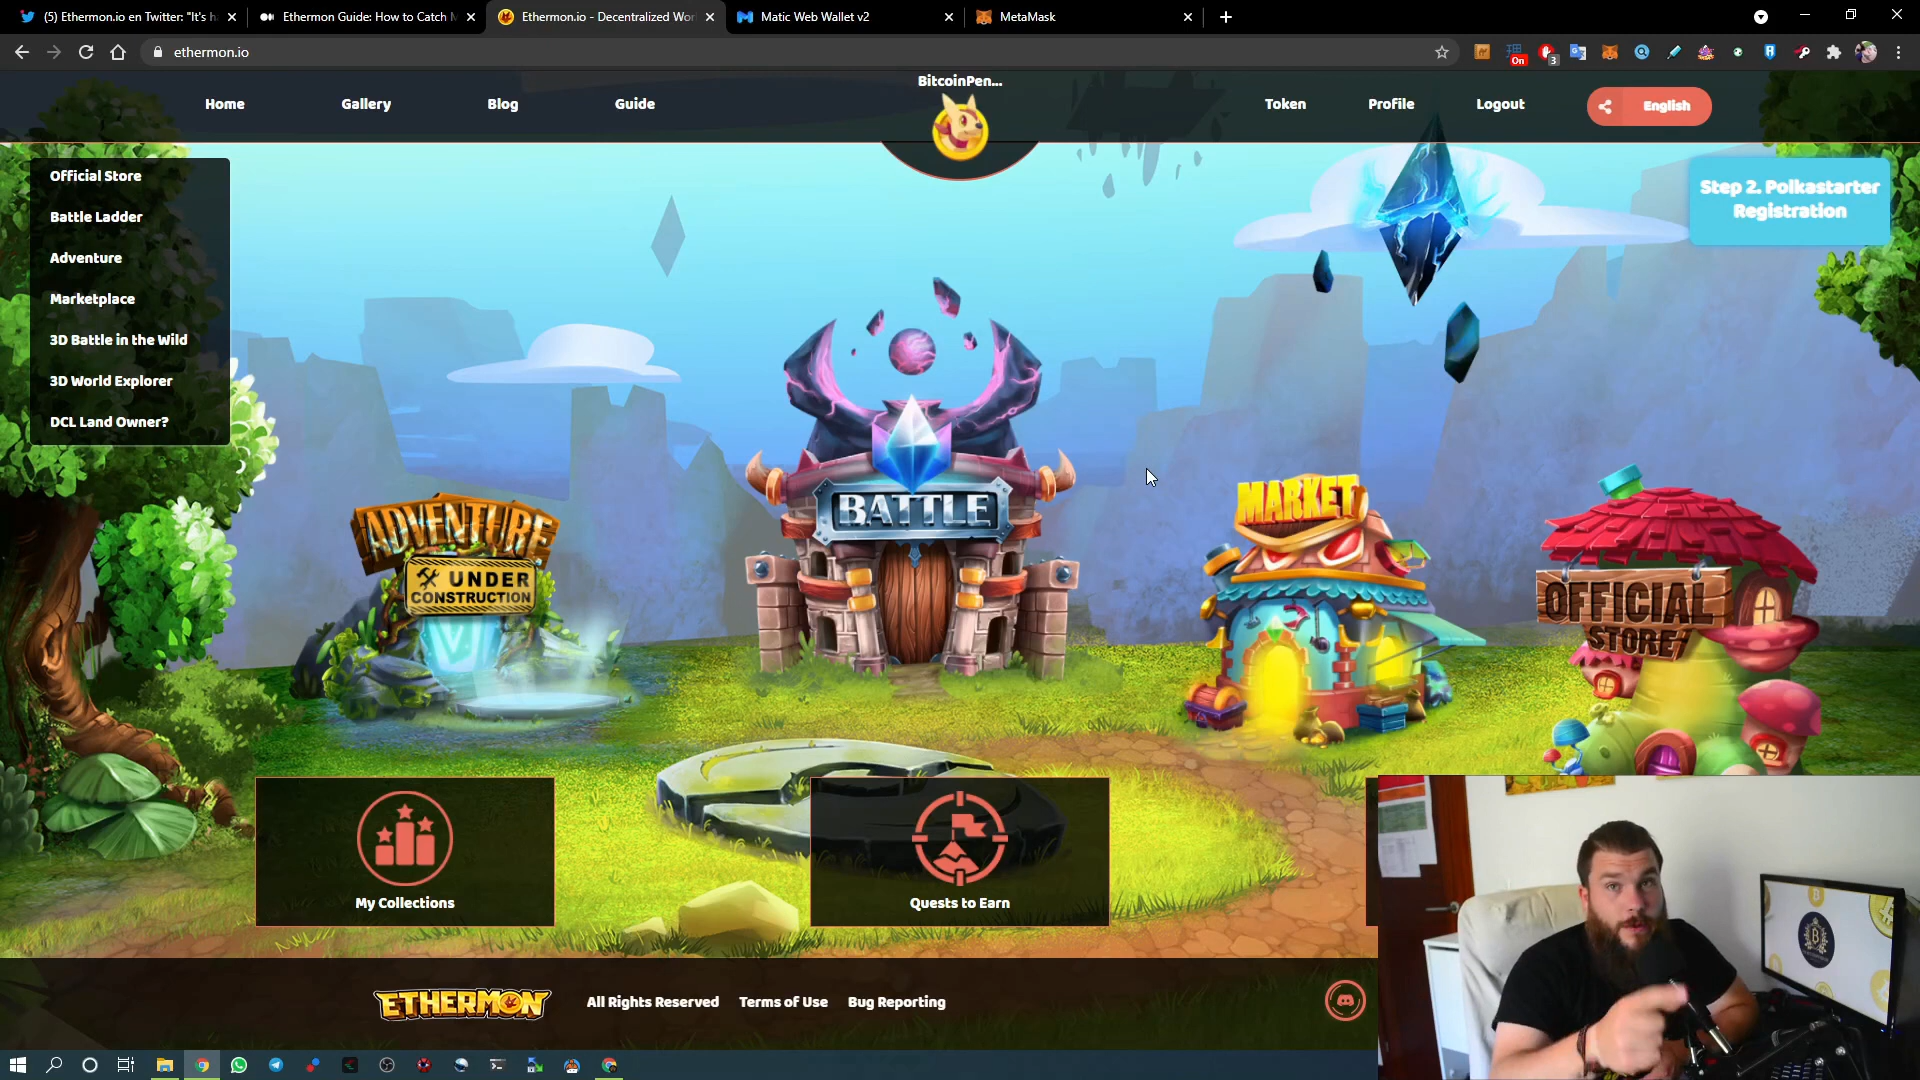 (5) Ethermon.io en Twitter: "It's h
Ethermon Guide: How to Catch M
Ethermon.io - Decentralized Wor
Matic Web Wallet v2
MetaMask
ethermon.io
On
3
BitcoinPen...
Home
Gallery
Blog
Guide
Token
Profile
Logout
English
Official Store
Battle Ladder
Adventure
Marketplace
3D Battle in the Wild
3D World Explorer
DCL Land Owner?
Step 2. Polkastarter
Registration
ADVENTURE
UNDER
CONSTRUCTION
BATTLE
MARKET
OFFICIAL
STORE
My Collections
Quests to Earn
ETHERMON
All Rights Reserved
Terms of Use
Bug Reporting